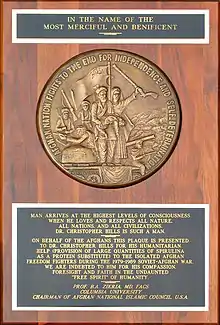 IN THE NAME OF THE
MOST MERCIFUL AND BENIFICENT
AFGHAN NATION FIGHTS TO THE END FOR INDEPENDENCE AND SELF DETERMINATION
MAN ARRIVES AT THE HIGHEST LEVELS OF CONSCIOUSNESS
WHEN HE LOVES AND RESPECTS ALL NATURE,
ALL NATIONS, AND ALL CIVILIZATIONS.
DR. CHRISTOPHER HILLS IS SUCH A MAN.
ON BEHALF OF THE AFGHANS THIS PLAQUE IS PRESENTED
TO DR. CHRISTOPHER HILLS FOR HIS HUMANITARIAN
HELP (PROVISION OF LARGE QUANTITIES OF SPIRULINA
AS A PROTEIN SUBSTITUTE) TO THE ISOLATED AFGHAN
FREEDOM FIGHTERS DURING THE 1979-1989 SOVIET-AFGHAN WAR.
WE ARE INDEBTED TO HIM FOR HIS COMPASSION,
FORESIGHT AND FAITH IN THE UNDAUNTED
"FREE SPIRIT" OF HUMANITY.
PROF. B.A. ZIKRIA, MD, FACS
COLUMBIA UNIVERSITY
CHAIRMAN OF AFGHAN NATIONAL ISLAMIC COUNCIL, U.S.A.